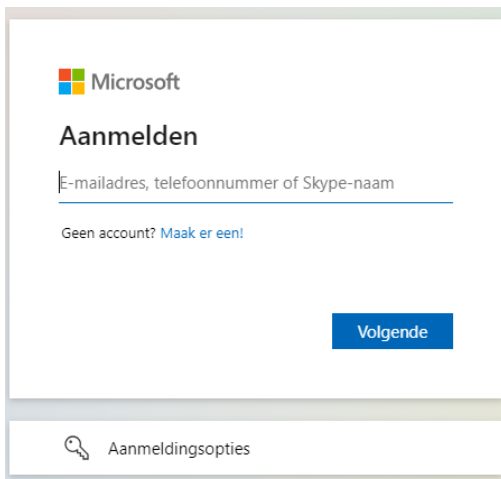 Microsoft
Aanmelden
E-mailadres, telefoonnummer of Skype-naam
Geen account? Maak er een!
Volgende
Aanmeldingsopties